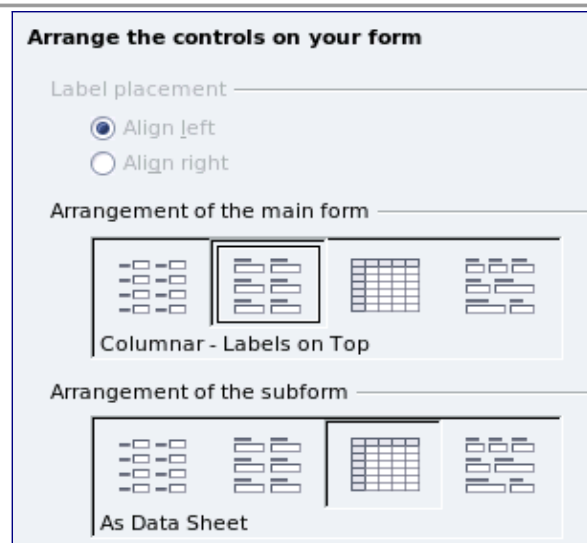 Arrange the controls on your form
Label placement
Align left
Align right
Arrangement of the main form
Columnar - Labels on Top
Arrangement of the subform
As Data Sheet